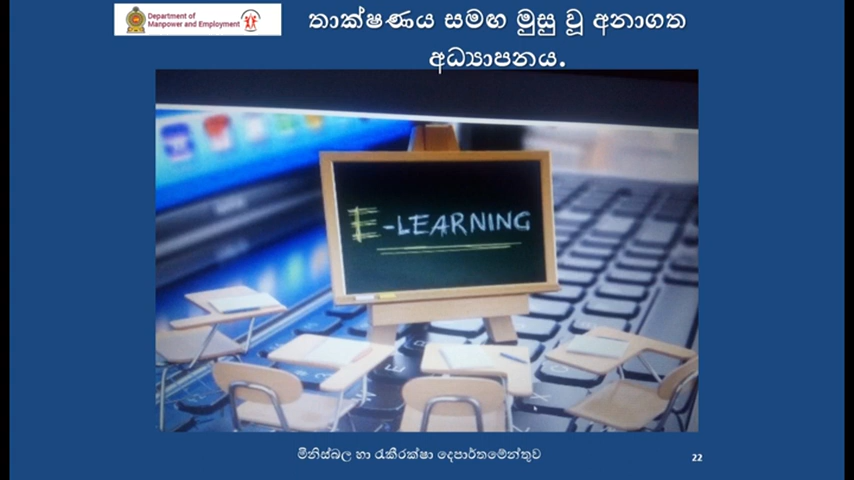 Department of
Manpower and Employment
තාක්ෂණය සමඟ මුසු වූ අනාගත
අධ්‍යාපනය.
E-LEARNING
මිනිස්බල හා රැකීරක්ෂා දෙපාර්තමේන්තුව
22